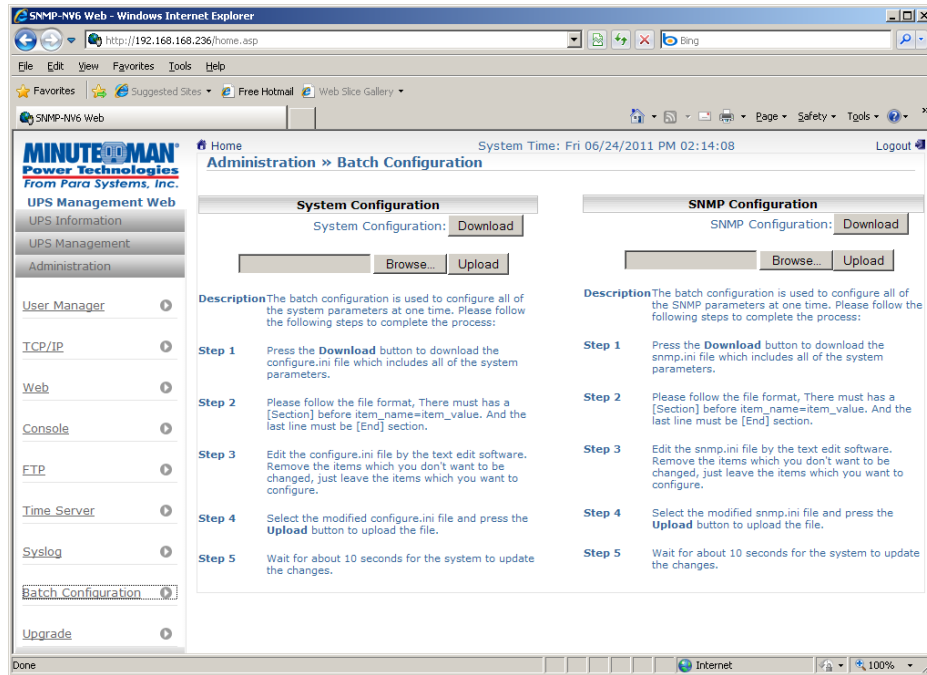 SNMP-NV6 Web - Windows Internet Explorer
http://192.168.168.236/home.asp
Bing
File Edit View Favorites Tools Help
Favorites Suggested Sites Free Hotmail Web Slice Gallery
SNMP-NV6 Web
Page Safety Tools
MINUTEMAN®
Power Technologies
From Para Systems, Inc.
UPS Management Web
UPS Information
UPS Management
Administration
User Manager
TCP/IP
Web
Console
FTP
Time Server
Syslog
Batch Configuration
Upgrade
Home
System Time: Fri 06/24/2011 PM 02:14:08
Logout
Administration » Batch Configuration
System Configuration
System Configuration: Download
Browse... Upload
Description The batch configuration is used to configure all of
the system parameters at one time. Please follow
the following steps to complete the process:
Step 1 Press the Download button to download the
configure.ini file which includes all of the system
parameters.
Step 2 Please follow the file format, There must has a
[Section] before item_name=item_value. And the
last line must be [End] section.
Step 3 Edit the configure.ini file by the text edit software.
Remove the items which you don't want to be
changed, just leave the items which you want to
configure.
Step 4 Select the modified configure.ini file and press the
Upload button to upload the file.
Step 5 Wait for about 10 seconds for the system to update
the changes.
SNMP Configuration
SNMP Configuration: Download
Browse... Upload
Description The batch configuration is used to configure all of
the SNMP parameters at one time. Please follow the
following steps to complete the process:
Step 1 Press the Download button to download the
snmp.ini file which includes all of the system
parameters.
Step 2 Please follow the file format, There must has a
[Section] before item_name=item_value. And the
last line must be [End] section.
Step 3 Edit the snmp.ini file by the text edit software.
Remove the items which you don't want to be
changed, just leave the items which you want to
configure.
Step 4 Select the modified snmp.ini file and press the
Upload button to upload the file.
Step 5 Wait for about 10 seconds for the system to update
the changes.
Done
Internet
100%